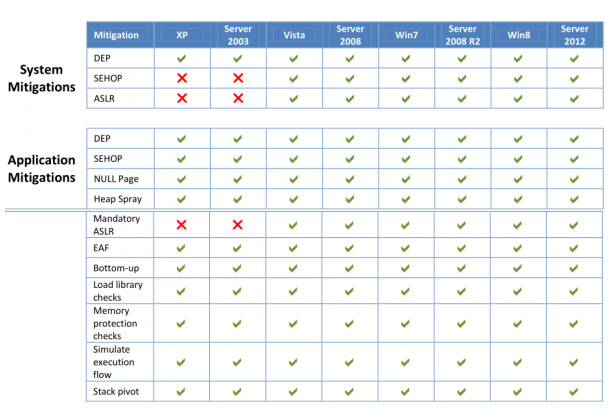 Mitigation XP Server 2003 Vista Server 2008 Win7 Server 2008 R2 Win8 Server 2012
System Mitigations
DEP
SEHOP
ASLR
Application Mitigations
DEP
SEHOP
NULL Page
Heap Spray
Mandatory
ASLR
EAF
Bottom-up
Load library
checks
Memory
protection
checks
Simulate
execution
flow
Stack pivot